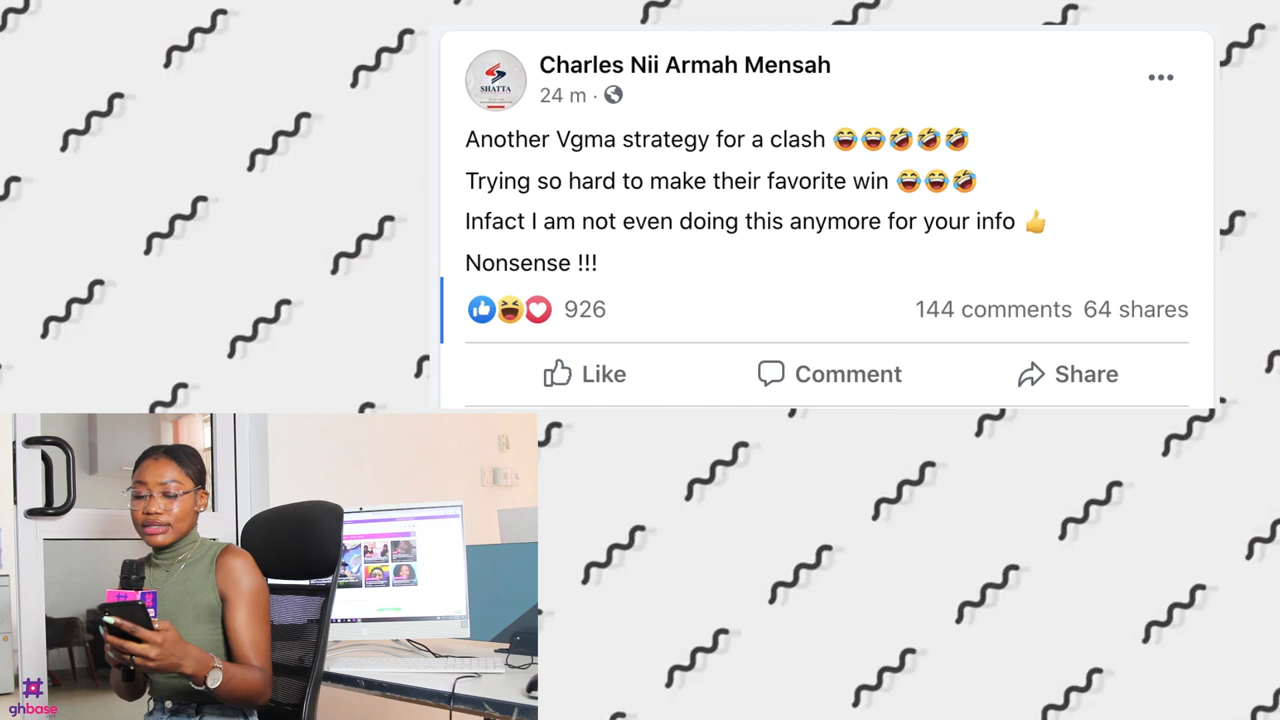 Charles Nii Armah Mensah
SHATTA
24 m ·
Another Vgma strategy for a clash 😂😂🤣🤣🤣
Trying so hard to make their favorite win 😂😂🤣
Infact I am not even doing this anymore for your info 👍
Nonsense !!!
926
144 comments 64 shares
Like
Comment
Share
ghbase